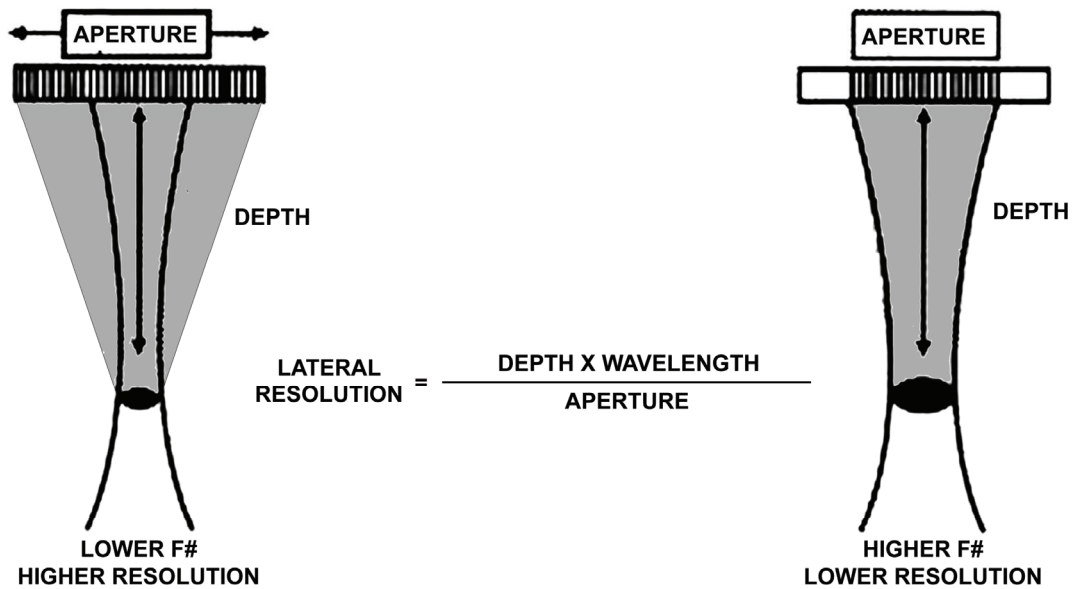 APERTURE
APERTURE
DEPTH
DEPTH
LATERAL
RESOLUTION
=
DEPTH X WAVELENGTH
APERTURE
LOWER F#
HIGHER RESOLUTION
HIGHER F#
LOWER RESOLUTION